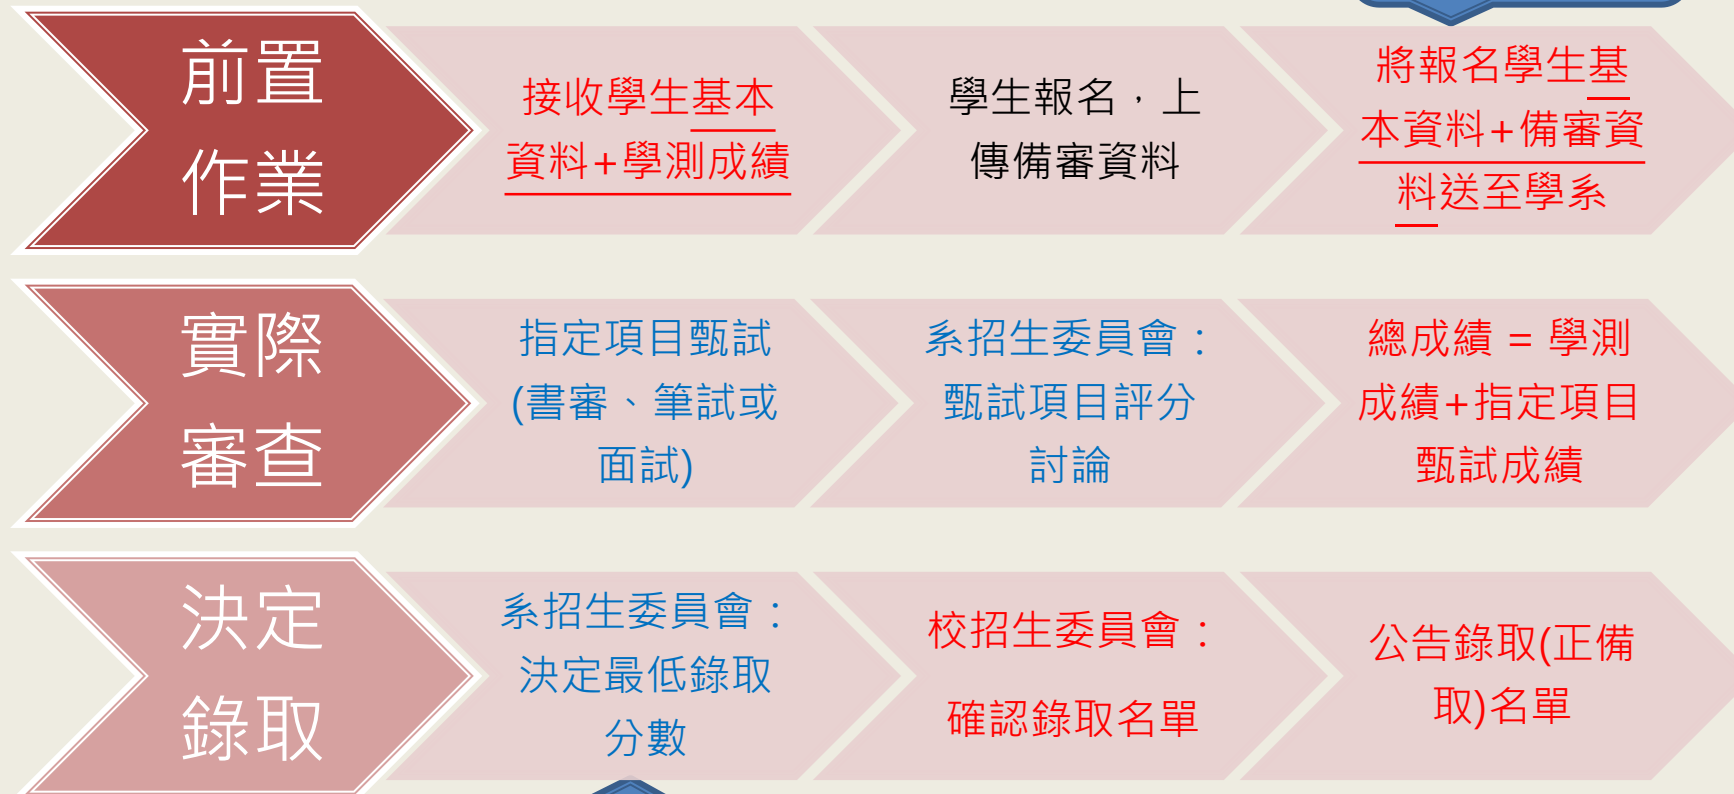 前置
作業
接收學生基本
資料+學測成績
學生報名，上
傳備審資料
將報名學生基
本資料+備審資
料送至學系
實際
審查
指定項目甄試
(書審、筆試或
面試)
系招生委員會：
甄試項目評分
討論
總成績 = 學測
成績+指定項目
甄試成績
決定
錄取
系招生委員會：
決定最低錄取
分數
校招生委員會：
確認錄取名單
公告錄取(正備
取)名單